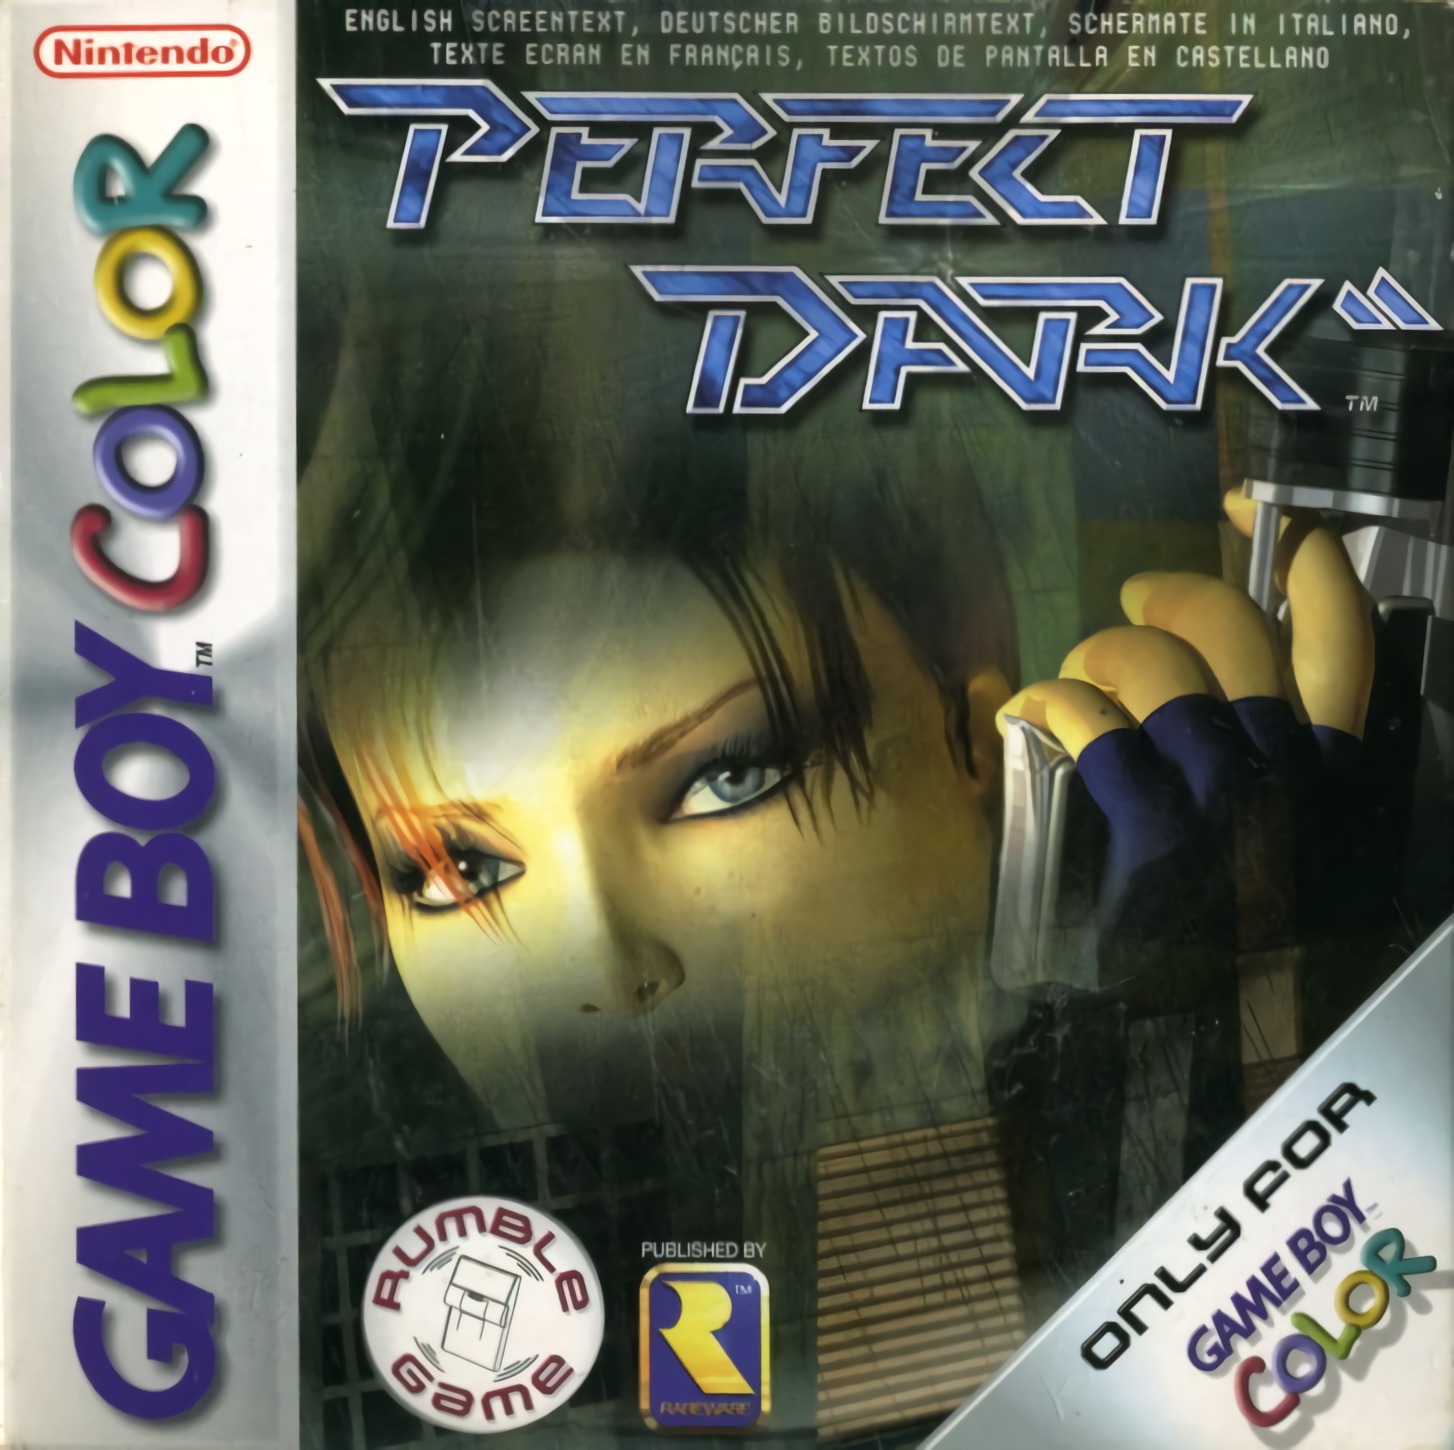 Nintendo®
ENGLISH SCREENTEXT, DEUTSCHER BILDSCHIRMTEXT, SCHERMATE IN ITALIANO,
TEXTE ECRAN EN FRANÇAIS, TEXTOS DE PANTALLA EN CASTELLANO
PERFECT
DARK
TM
GAME BOY COLOR TM
RUMBLE
GAME
PUBLISHED BY
TM
RAREWARE
ONLY FOR
GAME BOY
COLOR